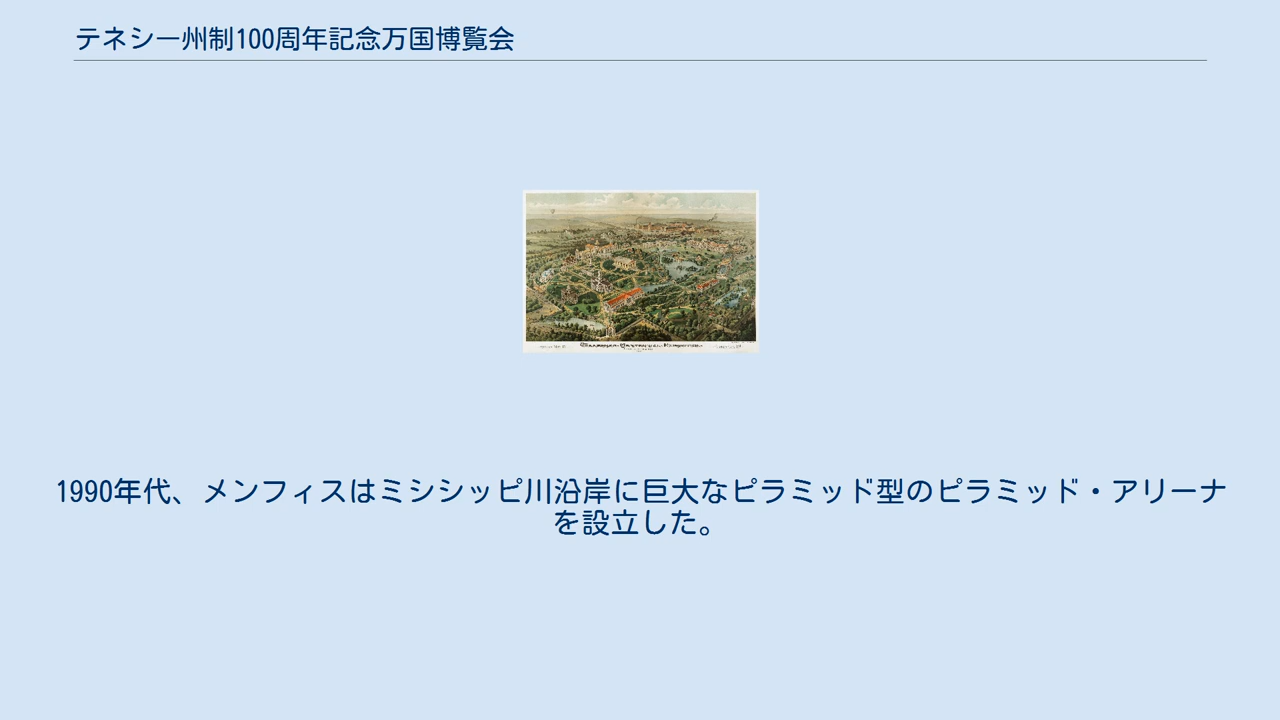 テネシー州制100周年記念万国博覧会
1990年代、メンフィスはミシシッピ川沿岸に巨大なピラミッド型のピラミッド・アリーナ
を設立した。